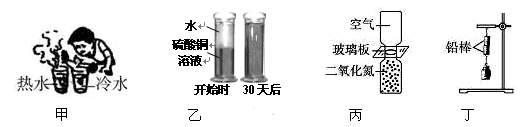 热水 冷水
甲
水
硫酸铜
溶液
开始时 30天后
乙
空气
玻璃板
二氧化氮
丙
铅棒
丁